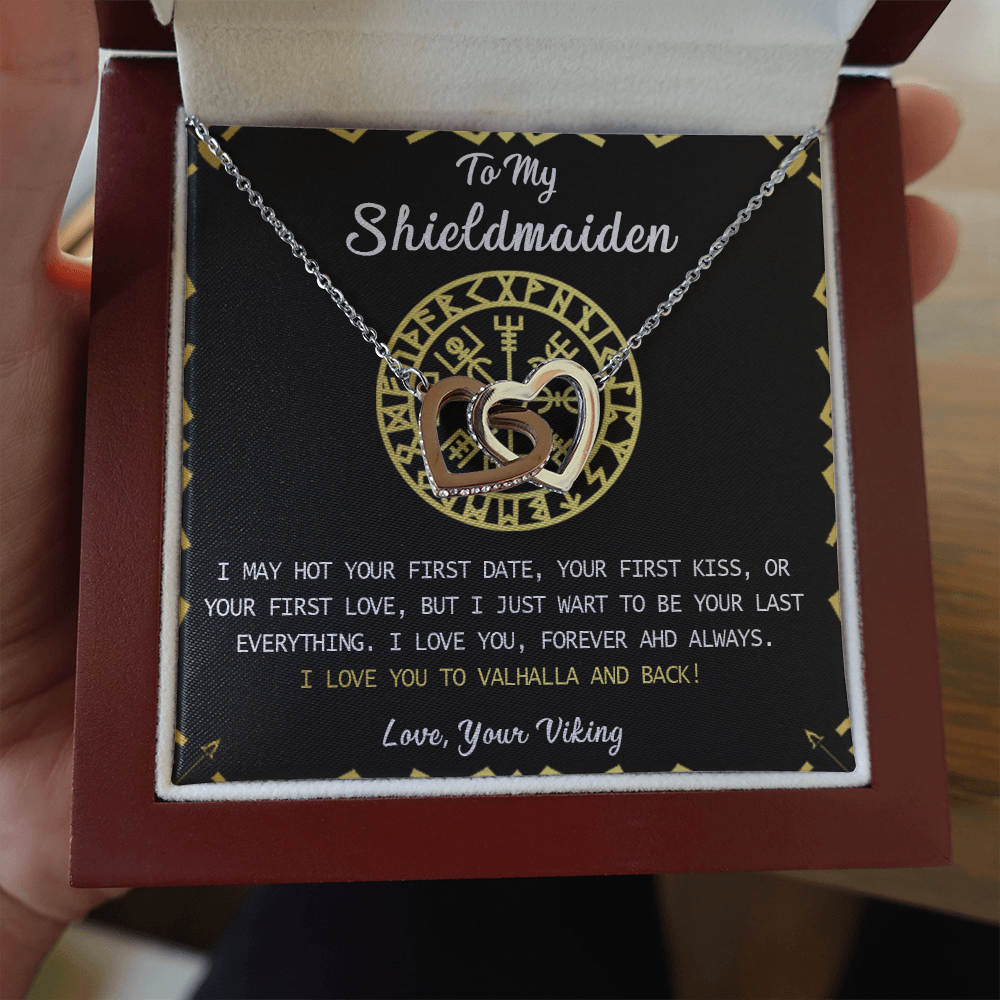 To My
Shieldmaiden
I MAY HOT YOUR FIRST DATE, YOUR FIRST KISS, OR
YOUR FIRST LOVE, BUT I JUST WART TO BE YOUR LAST
EVERYTHING. I LOVE YOU, FOREVER AHD ALWAYS.
I LOVE YOU TO VALHALLA AND BACK!
Love, Your Viking